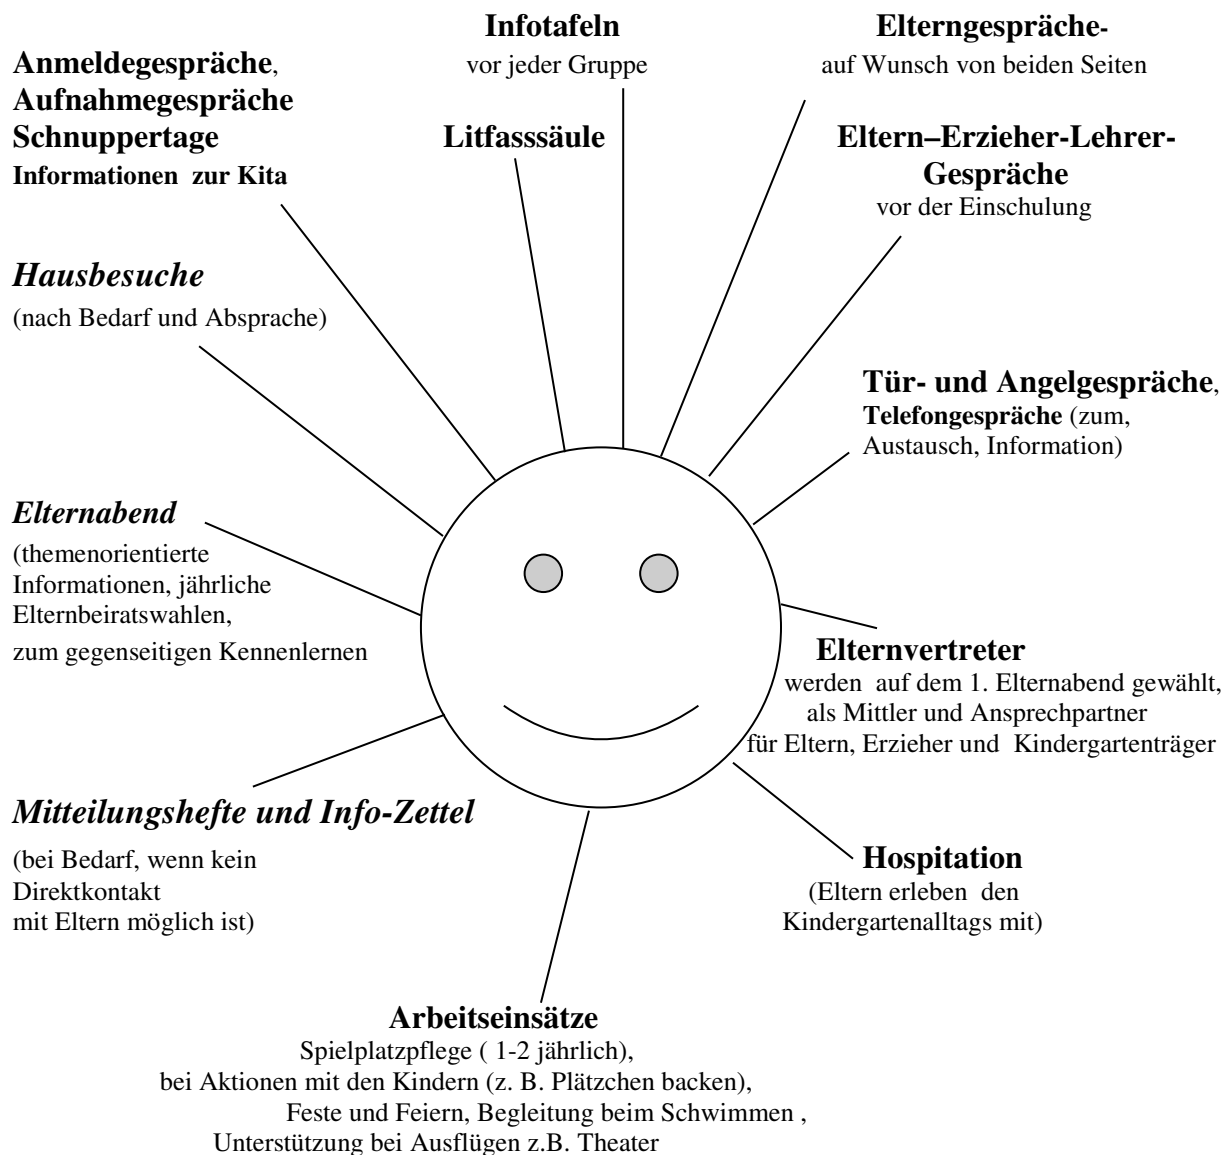 Infotafeln
vor jeder Gruppe
Elterngespräche-
auf Wunsch von beiden Seiten
Anmeldegespräche,
Aufnahmegespräche
Schnuppertage
Informationen zur Kita
Litfasssäule
Eltern–Erzieher-Lehrer-
Gespräche
vor der Einschulung
Hausbesuche
(nach Bedarf und Absprache)
Tür- und Angelgespräche,
Telefongespräche (zum,
Austausch, Information)
Elternabend
(themenorientierte
Informationen, jährliche
Elternbeiratswahlen,
zum gegenseitigen Kennenlernen
Elternvertreter
werden auf dem 1. Elternabend gewählt,
als Mittler und Ansprechpartner
für Eltern, Erzieher und Kindergartenträger
Mitteilungshefte und Info-Zettel
(bei Bedarf, wenn kein
Direktkontakt
mit Eltern möglich ist)
Hospitation
(Eltern erleben den
Kindergartenalltags mit)
Arbeitseinsätze
Spielplatzpflege ( 1-2 jährlich),
bei Aktionen mit den Kindern (z. B. Plätzchen backen),
Feste und Feiern, Begleitung beim Schwimmen ,
Unterstützung bei Ausflügen z.B. Theater